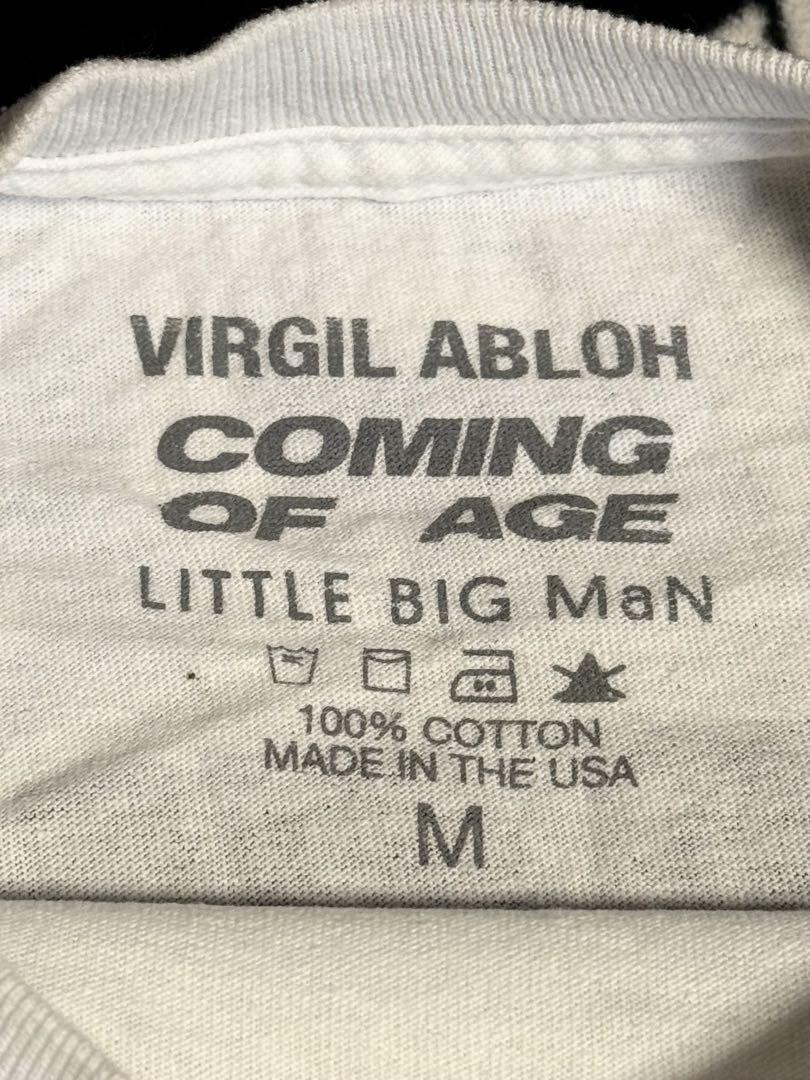 VIRGIL ABLOH
COMING
OF AGE
LITTLE BIG MaN
100% COTTON
MADE IN THE USA
M